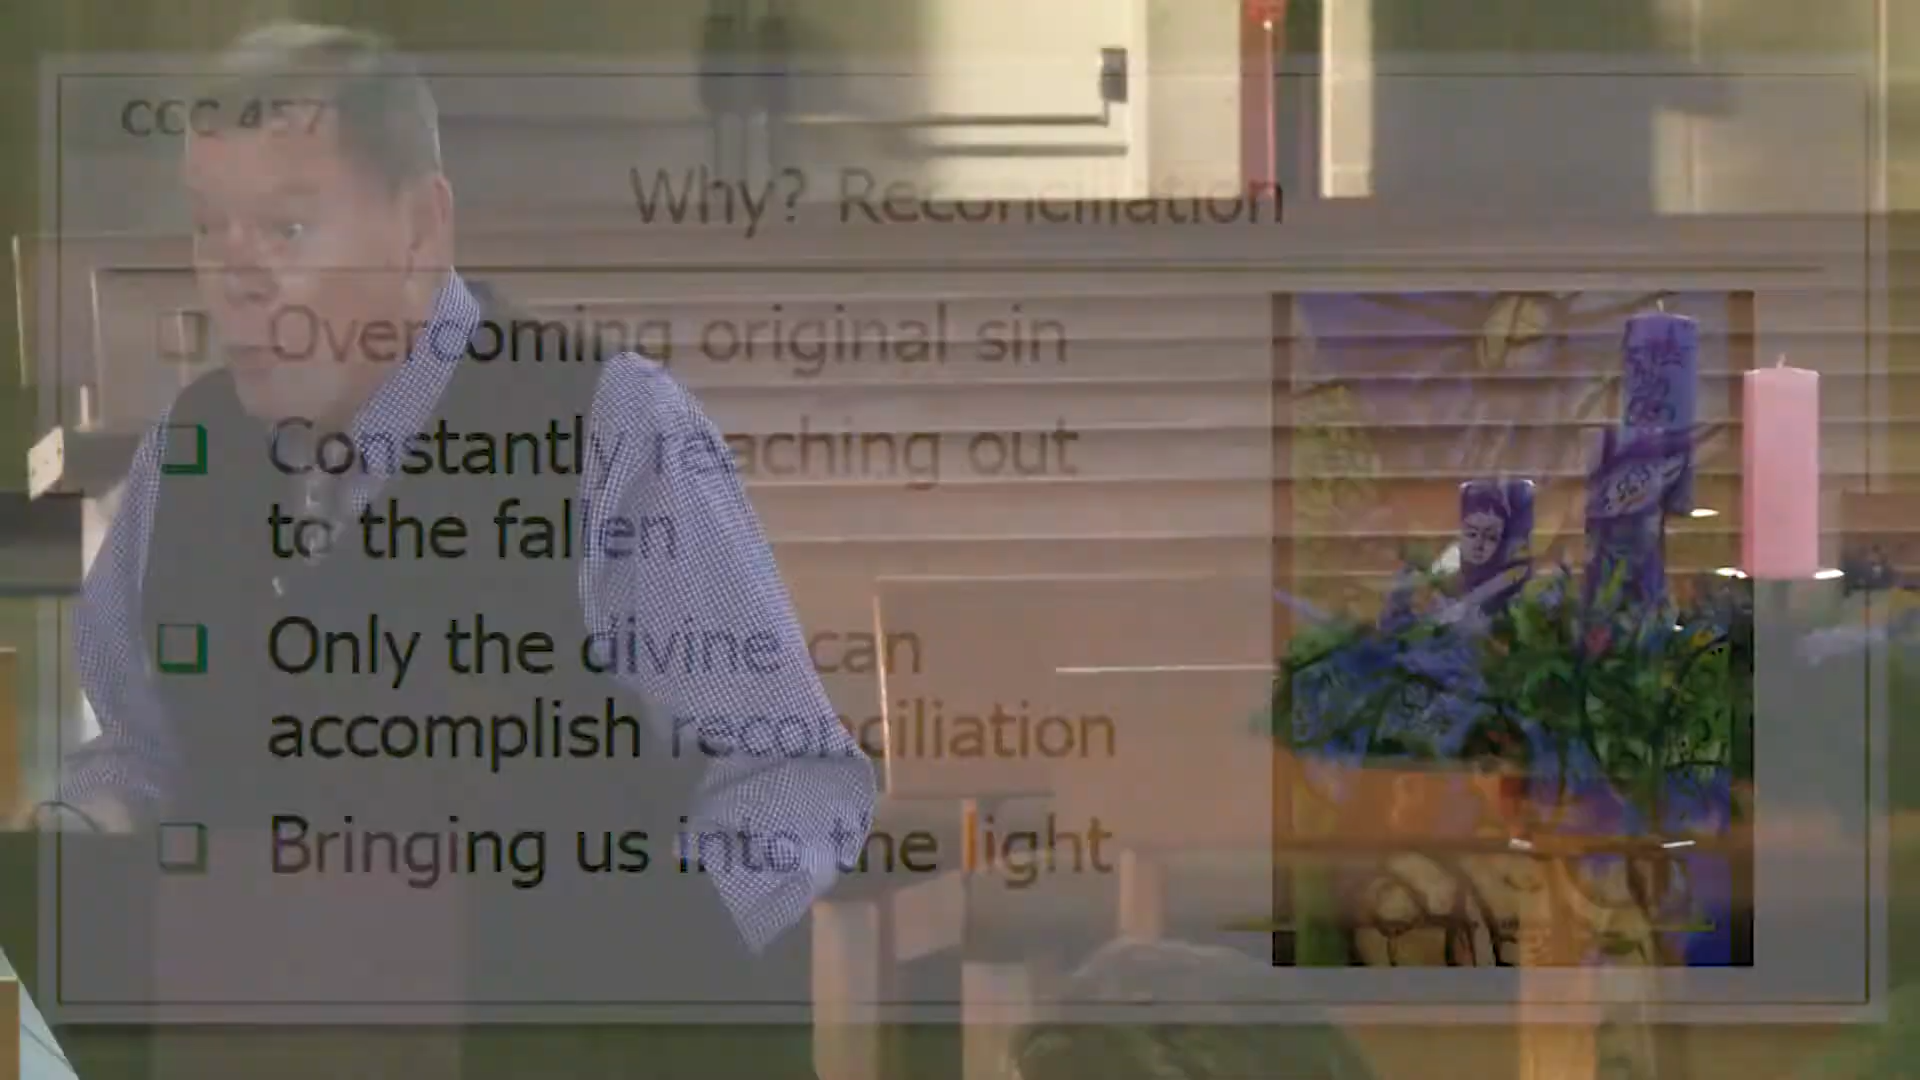 CCC 457
Why? Reconciliation
Overcoming original sin
Constantly reaching out
to the fallen
Only the divine can
accomplish reconciliation
Bringing us into the light